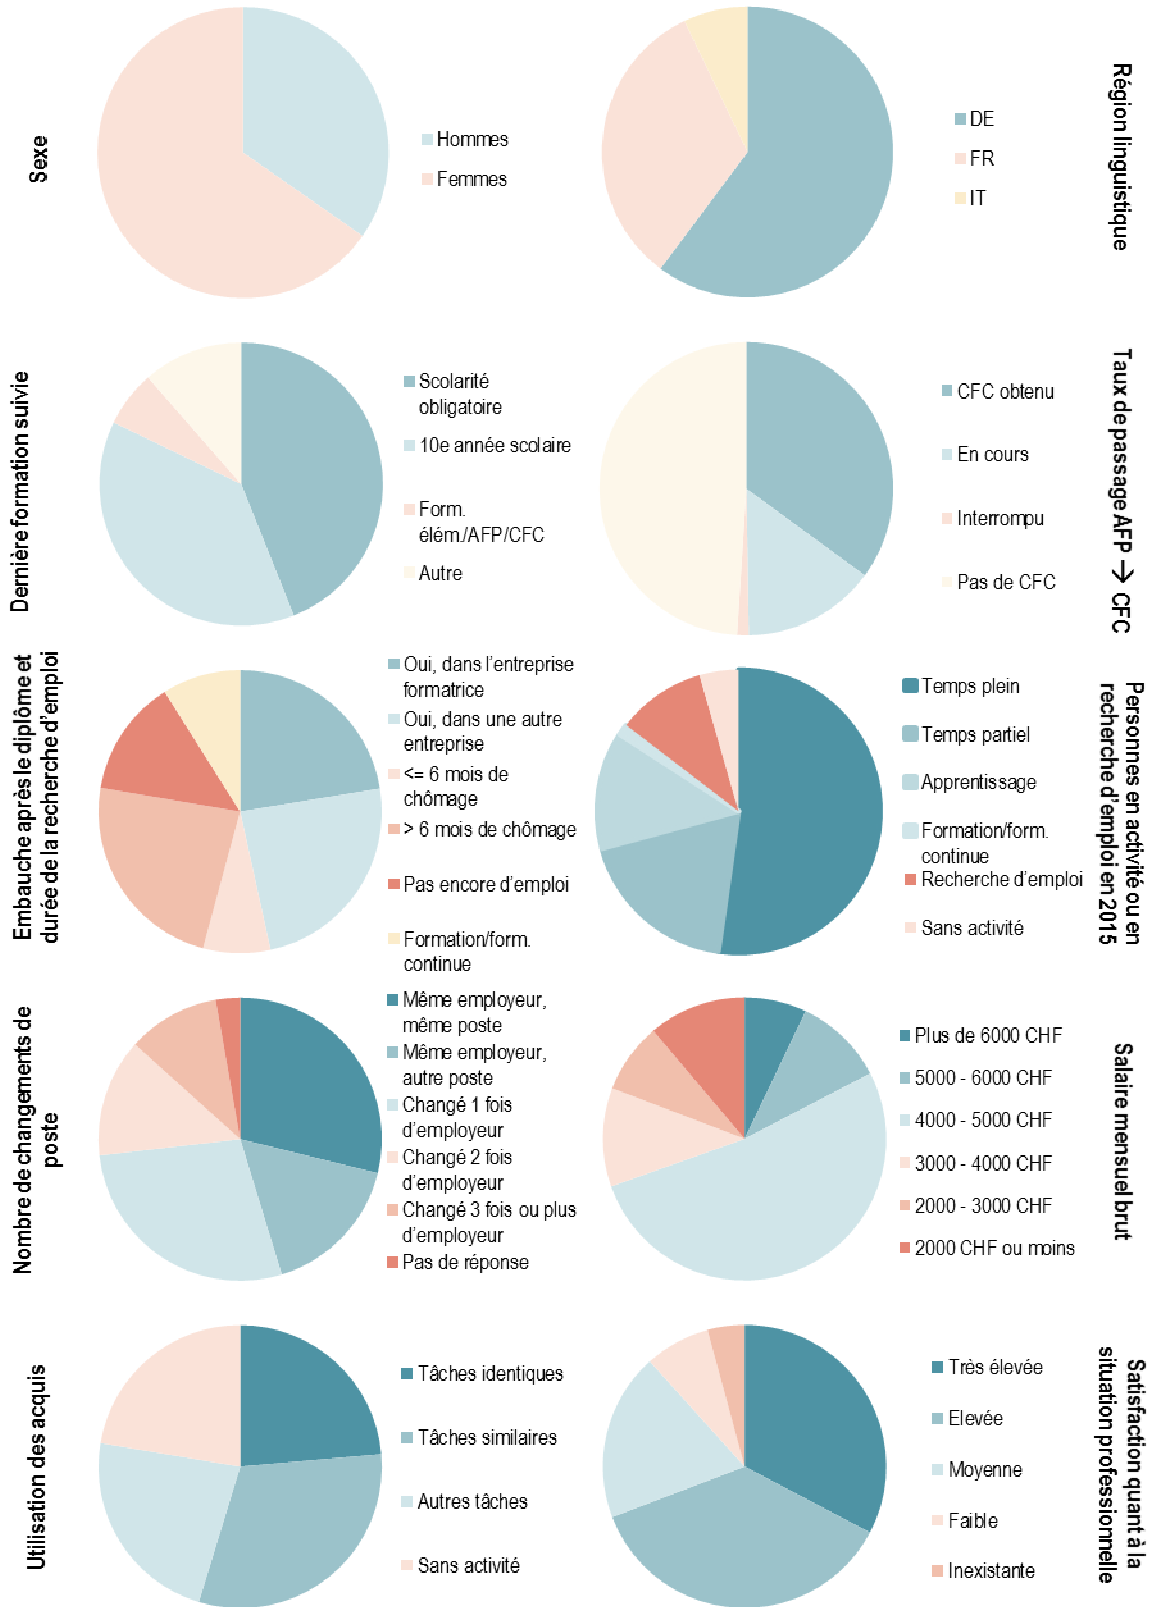 Sexe
Hommes
Femmes
Région linguistique
DE
FR
IT
Dernière formation suivie
Scolarité
obligatoire
10e année scolaire
Form.
élém./AFP/CFC
Autre
Taux de passage AFP → CFC
CFC obtenu
En cours
Interrompu
Pas de CFC
Embauche après le diplôme et
durée de la recherche d'emploi
Oui, dans l'entreprise
formatrice
Oui, dans une autre
entreprise
<= 6 mois de
chômage
> 6 mois de chômage
Pas encore d'emploi
Formation/form.
continue
Personnes en activité ou en
recherche d'emploi en 2015
Temps plein
Temps partiel
Apprentissage
Formation/form.
continue
Recherche d'emploi
Sans activité
Nombre de changements de
poste
Même employeur,
même poste
Même employeur,
autre poste
Changé 1 fois
d'employeur
Changé 2 fois
d'employeur
Changé 3 fois ou plus
d'employeur
Pas de réponse
Salaire mensuel brut
Plus de 6000 CHF
5000 - 6000 CHF
4000 - 5000 CHF
3000 - 4000 CHF
2000 - 3000 CHF
2000 CHF ou moins
Utilisation des acquis
Tâches identiques
Tâches similaires
Autres tâches
Sans activité
Satisfaction quant à la
situation professionnelle
Très élevée
Elevée
Moyenne
Faible
Inexistante